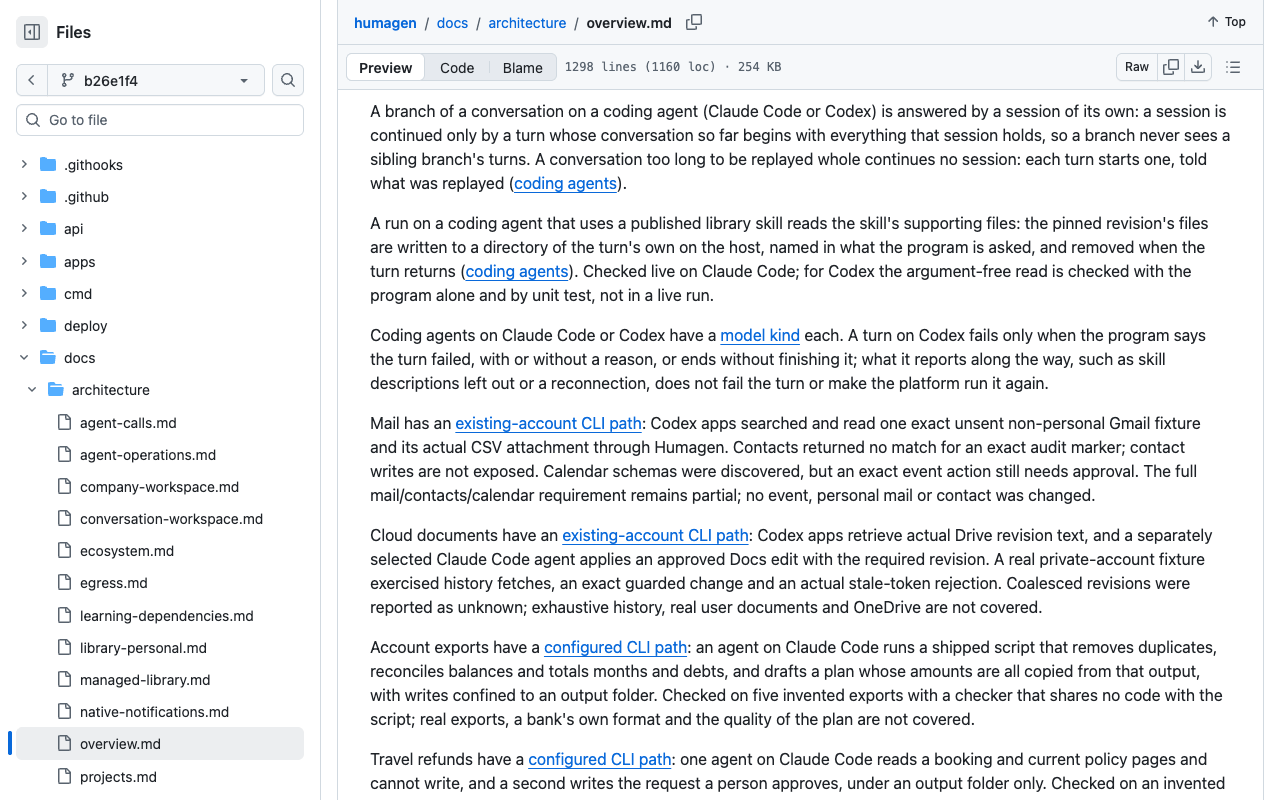 Files
b26e1f4
Go to file
.githooks
.github
api
apps
cmd
deploy
docs
architecture
agent-calls.md
agent-operations.md
company-workspace.md
conversation-workspace.md
ecosystem.md
egress.md
learning-dependencies.md
library-personal.md
managed-library.md
native-notifications.md
overview.md
projects.md
humagen / docs / architecture / overview.md
Top
Preview Code Blame 1298 lines (1160 loc) · 254 KB Raw
A branch of a conversation on a coding agent (Claude Code or Codex) is answered by a session of its own: a session is
continued only by a turn whose conversation so far begins with everything that session holds, so a branch never sees a
sibling branch's turns. A conversation too long to be replayed whole continues no session: each turn starts one, told
what was replayed (coding agents).
A run on a coding agent that uses a published library skill reads the skill's supporting files: the pinned revision's files
are written to a directory of the turn's own on the host, named in what the program is asked, and removed when the
turn returns (coding agents). Checked live on Claude Code; for Codex the argument-free read is checked with the
program alone and by unit test, not in a live run.
Coding agents on Claude Code or Codex have a model kind each. A turn on Codex fails only when the program says
the turn failed, with or without a reason, or ends without finishing it; what it reports along the way, such as skill
descriptions left out or a reconnection, does not fail the turn or make the platform run it again.
Mail has an existing-account CLI path: Codex apps searched and read one exact unsent non-personal Gmail fixture
and its actual CSV attachment through Humagen. Contacts returned no match for an exact audit marker; contact
writes are not exposed. Calendar schemas were discovered, but an exact event action still needs approval. The full
mail/contacts/calendar requirement remains partial; no event, personal mail or contact was changed.
Cloud documents have an existing-account CLI path: Codex apps retrieve actual Drive revision text, and a separately
selected Claude Code agent applies an approved Docs edit with the required revision. A real private-account fixture
exercised history fetches, an exact guarded change and an actual stale-token rejection. Coalesced revisions were
reported as unknown; exhaustive history, real user documents and OneDrive are not covered.
Account exports have a configured CLI path: an agent on Claude Code runs a shipped script that removes duplicates,
reconciles balances and totals months and debts, and drafts a plan whose amounts are all copied from that output,
with writes confined to an output folder. Checked on five invented exports with a checker that shares no code with the
script; real exports, a bank's own format and the quality of the plan are not covered.
Travel refunds have a configured CLI path: one agent on Claude Code reads a booking and current policy pages and
cannot write, and a second writes the request a person approves, under an output folder only. Checked on an invented